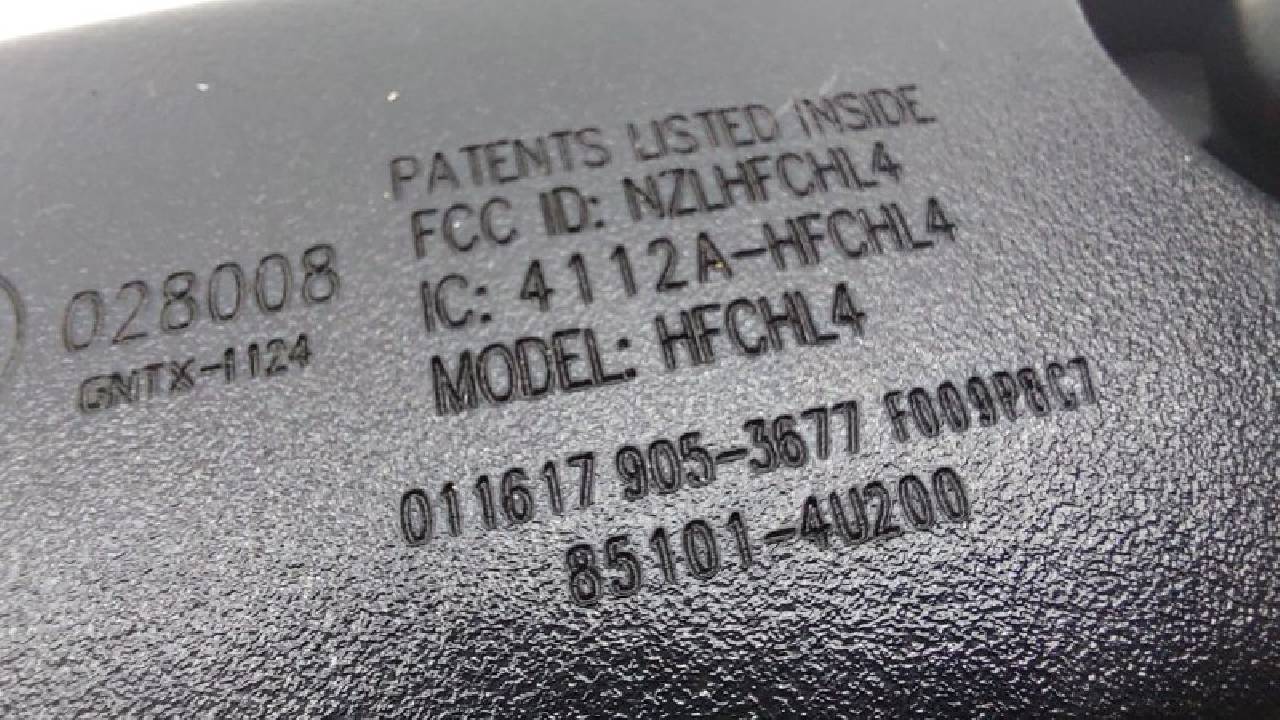 PATENTS LISTED INSIDE
FCC ID: NZLHFCHL4
IC: 4112A-HFCHL4
MODEL: HFCHL4
028008
GNTX-1124
011617 905-3677 F009P8C7
85101-4U200